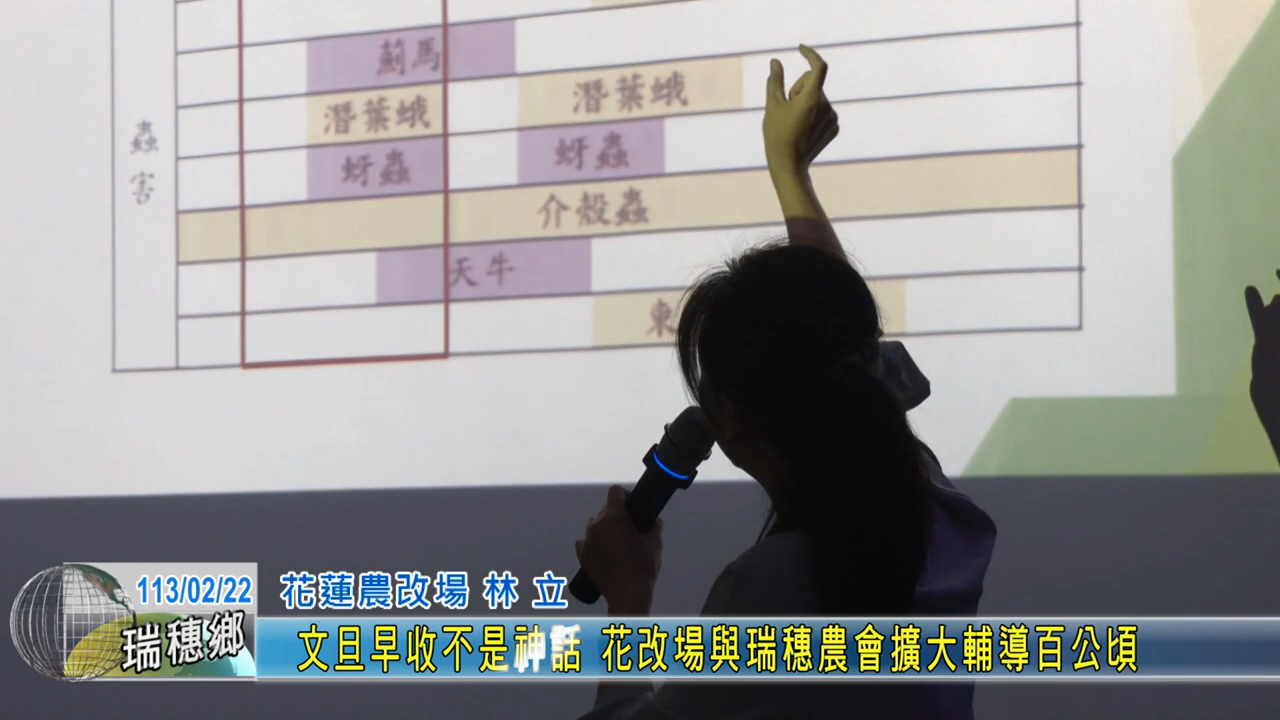 薊馬
潛葉蛾 潛葉蛾
蚜蟲 蚜蟲
蟲害
介殼蟲
天牛
東
113/02/22
花蓮農改場 林 立
瑞穗鄉
文旦早收不是神話 花改場與瑞穗農會擴大輔導百公頃